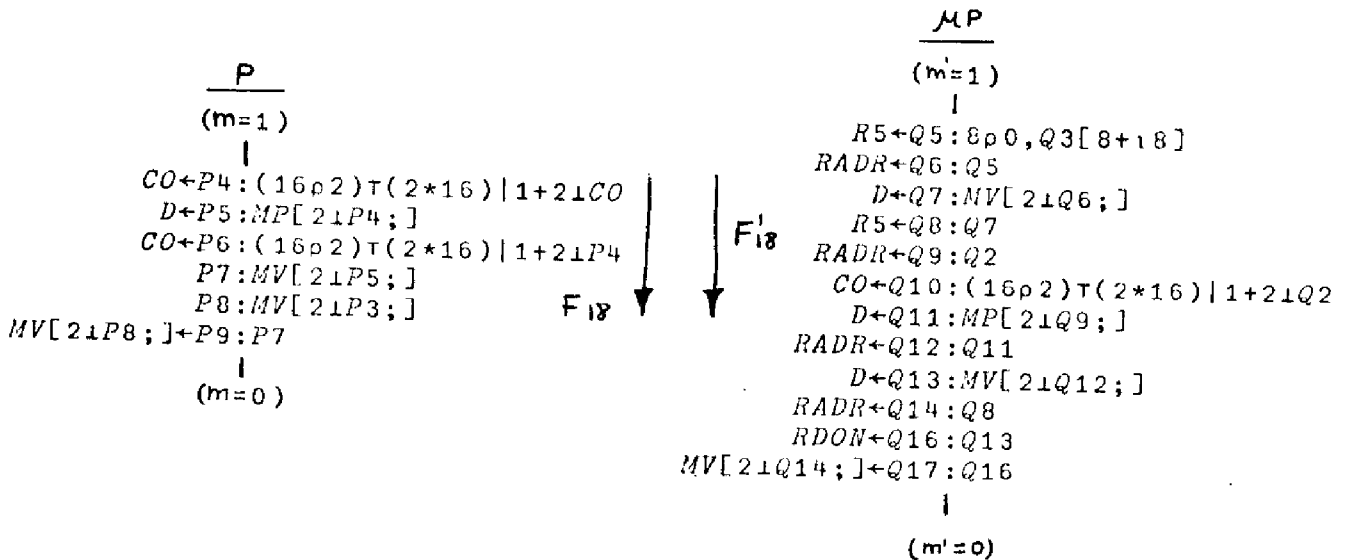 P
(m=1)
CO←P4:(16ρ2)⊤(2*16)|1+2⊥CO
D←P5:MP[2⊥P4;]
CO←P6:(16ρ2)⊤(2*16)|1+2⊥P4
P7:MV[2⊥P5;]
P8:MV[2⊥P3;]
MV[2⊥P8;]←P9:P7
(m=0)
F18
F'18
μP
(m'=1)
R5←Q5:8ρ0,Q3[8+ι8]
RADR←Q6:Q5
D←Q7:MV[2⊥Q6;]
R5←Q8:Q7
RADR←Q9:Q2
CO←Q10:(16ρ2)⊤(2*16)|1+2⊥Q2
D←Q11:MP[2⊥Q9;]
RADR←Q12:Q11
D←Q13:MV[2⊥Q12;]
RADR←Q14:Q8
RDON←Q16:Q13
MV[2⊥Q14;]←Q17:Q16
(m'=0)